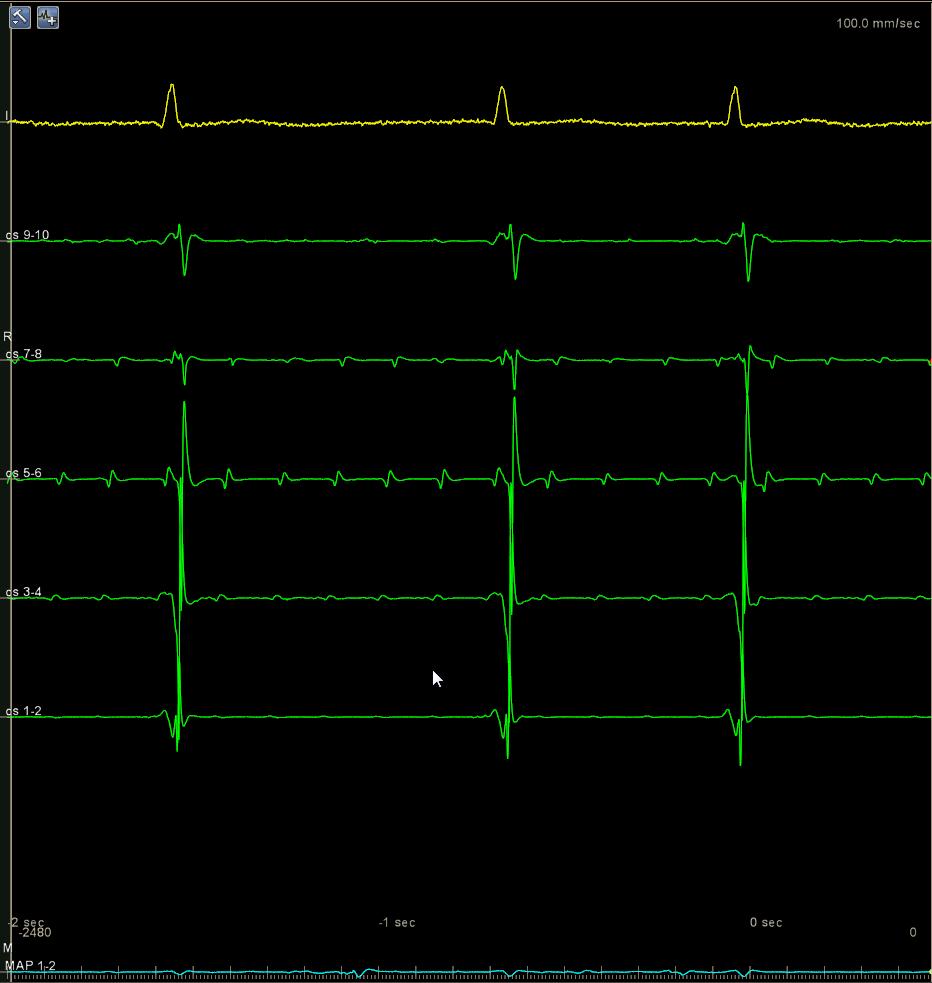 100.0 mm/sec
I
cs 9-10
R
cs 7-8
cs 5-6
cs 3-4
cs 1-2
-2 sec
-1 sec
0 sec
-2480
0
M
MAP 1-2